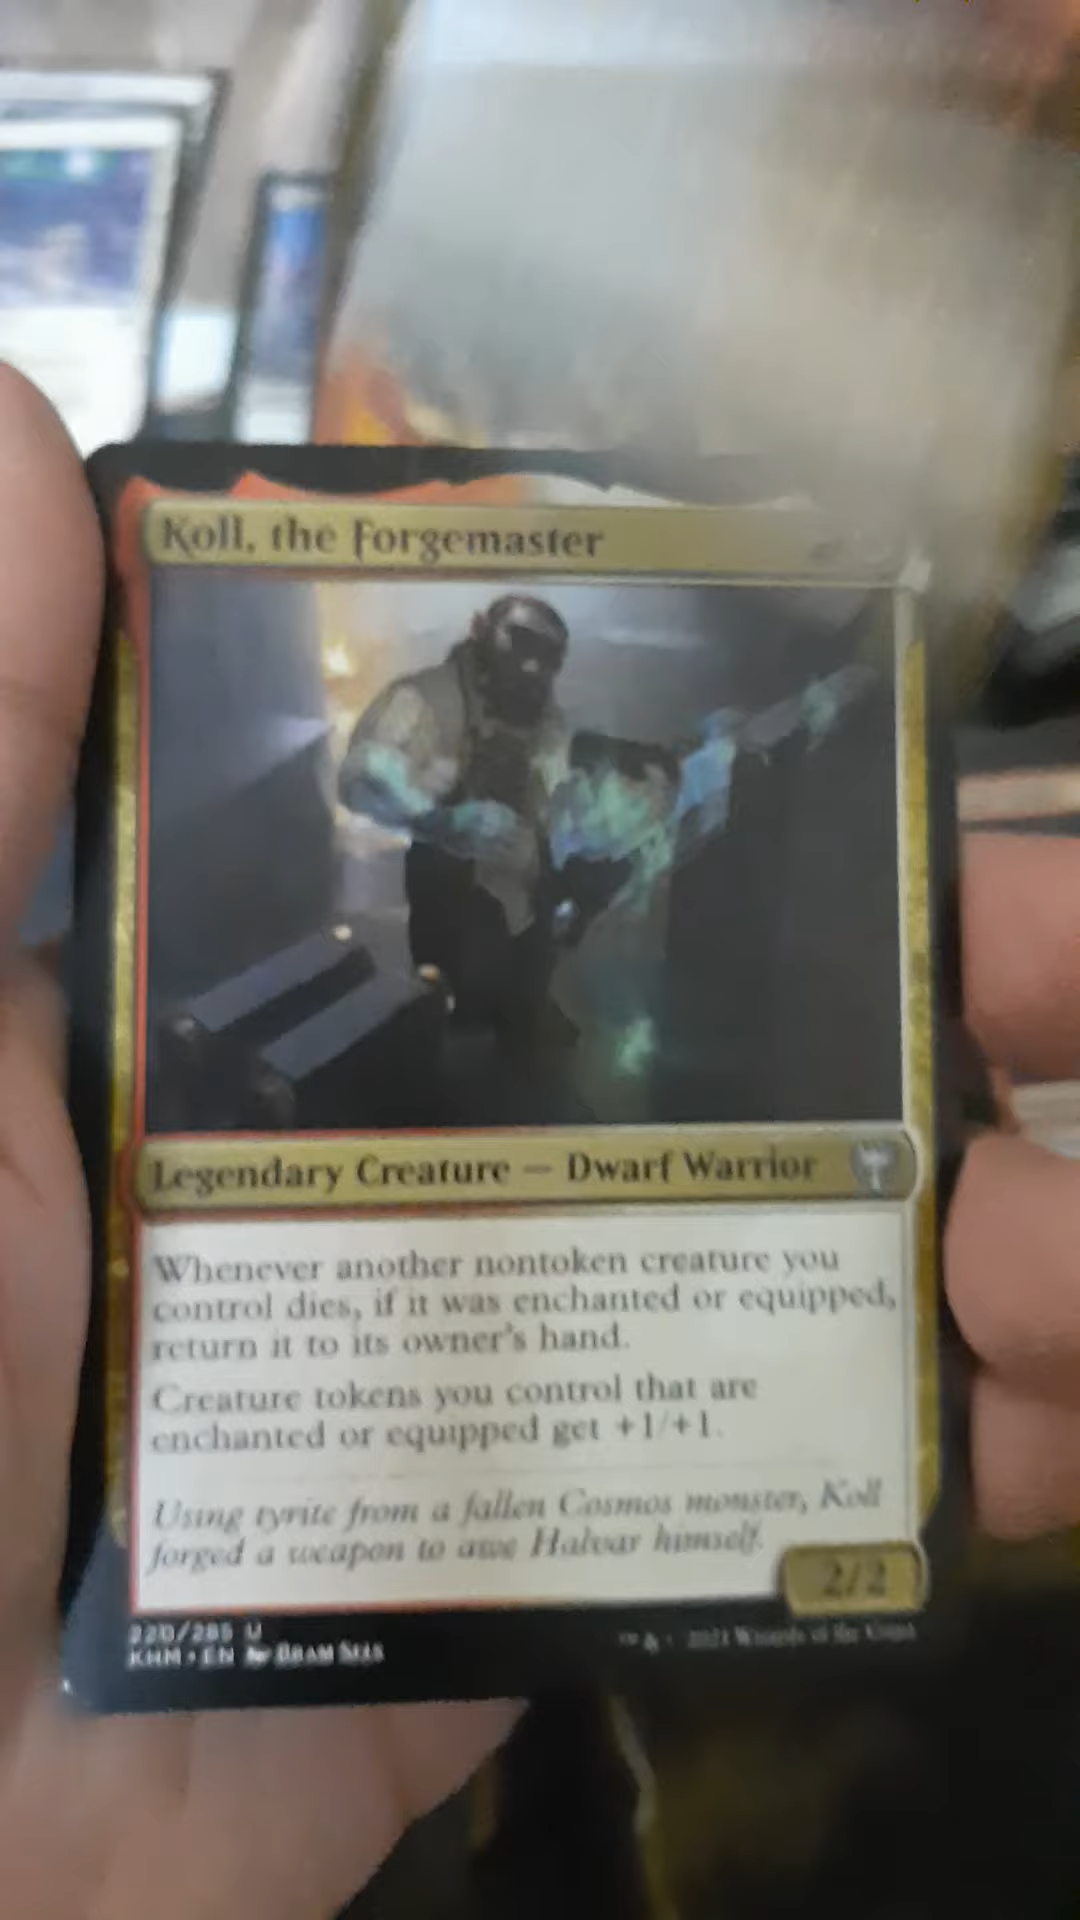 Koll, the Forgemaster
Legendary Creature — Dwarf Warrior
Whenever another nontoken creature you
control dies, if it was enchanted or equipped,
return it to its owner's hand.
Creature tokens you control that are
enchanted or equipped get +1/+1.
Using tyrite from a fallen Cosmos monster, Koll
forged a weapon to awe Halvar himself.
2/2
220/285 U
KHM • EN Bram Sels
™ & 2021 Wizards of the Coast